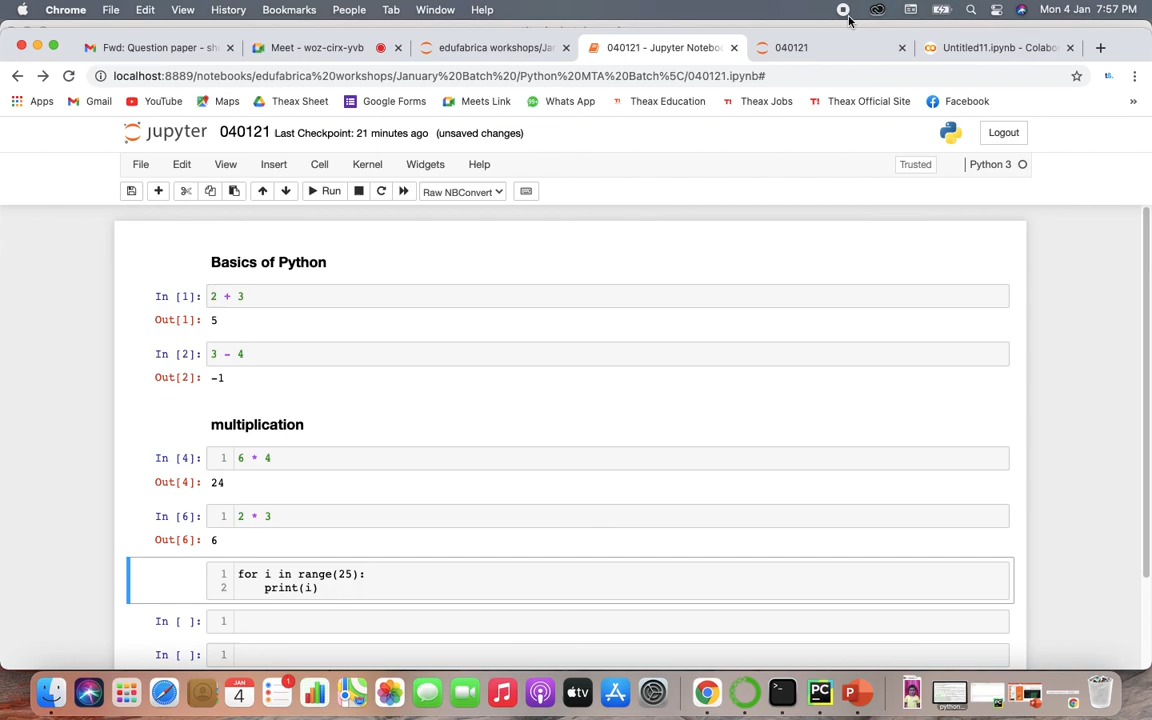 Chrome File Edit View History Bookmarks People Tab Window Help Mon 4 Jan 7:57 PM
Fwd: Question paper - sh Meet - woz-cirx-yvb edufabrica workshops/Jan 040121 - Jupyter Notebo 040121 Untitled11.ipynb - Colabo
localhost:8889/notebooks/edufabrica%20workshops/January%20Batch%20/Python%20MTA%20Batch%5C/040121.ipynb#
Apps Gmail YouTube Maps Theax Sheet Google Forms Meets Link Whats App Theax Education Theax Jobs Theax Official Site Facebook »
jupyter 040121 Last Checkpoint: 21 minutes ago (unsaved changes) Logout
File Edit View Insert Cell Kernel Widgets Help Trusted Python 3
Run Raw NBConvert
Basics of Python
In [1]: 2 + 3
Out[1]: 5
In [2]: 3 - 4
Out[2]: -1
multiplication
In [4]: 1 6 * 4
Out[4]: 24
In [6]: 1 2 * 3
Out[6]: 6
1 for i in range(25):
2 print(i)
In [ ]: 1
In [ ]: 1
JAN
4
1
tv
PC
P